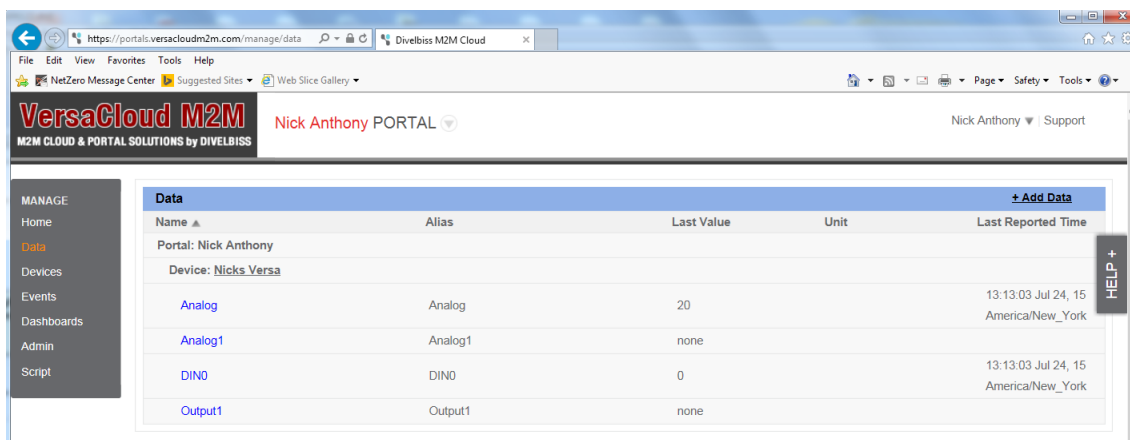 https://portals.versacloudm2m.com/manage/data
Divelbiss M2M Cloud
File Edit View Favorites Tools Help
NetZero Message Center Suggested Sites Web Slice Gallery Page Safety Tools
VersaCloud M2M
M2M CLOUD & PORTAL SOLUTIONS by DIVELBISS
Nick Anthony PORTAL
Nick Anthony | Support
MANAGE
Home
Data
Devices
Events
Dashboards
Admin
Script
Data + Add Data
Name Alias Last Value Unit Last Reported Time
Portal: Nick Anthony
Device: Nicks Versa
Analog Analog 20 13:13:03 Jul 24, 15
America/New_York
Analog1 Analog1 none
DIN0 DIN0 0 13:13:03 Jul 24, 15
America/New_York
Output1 Output1 none
HELP +